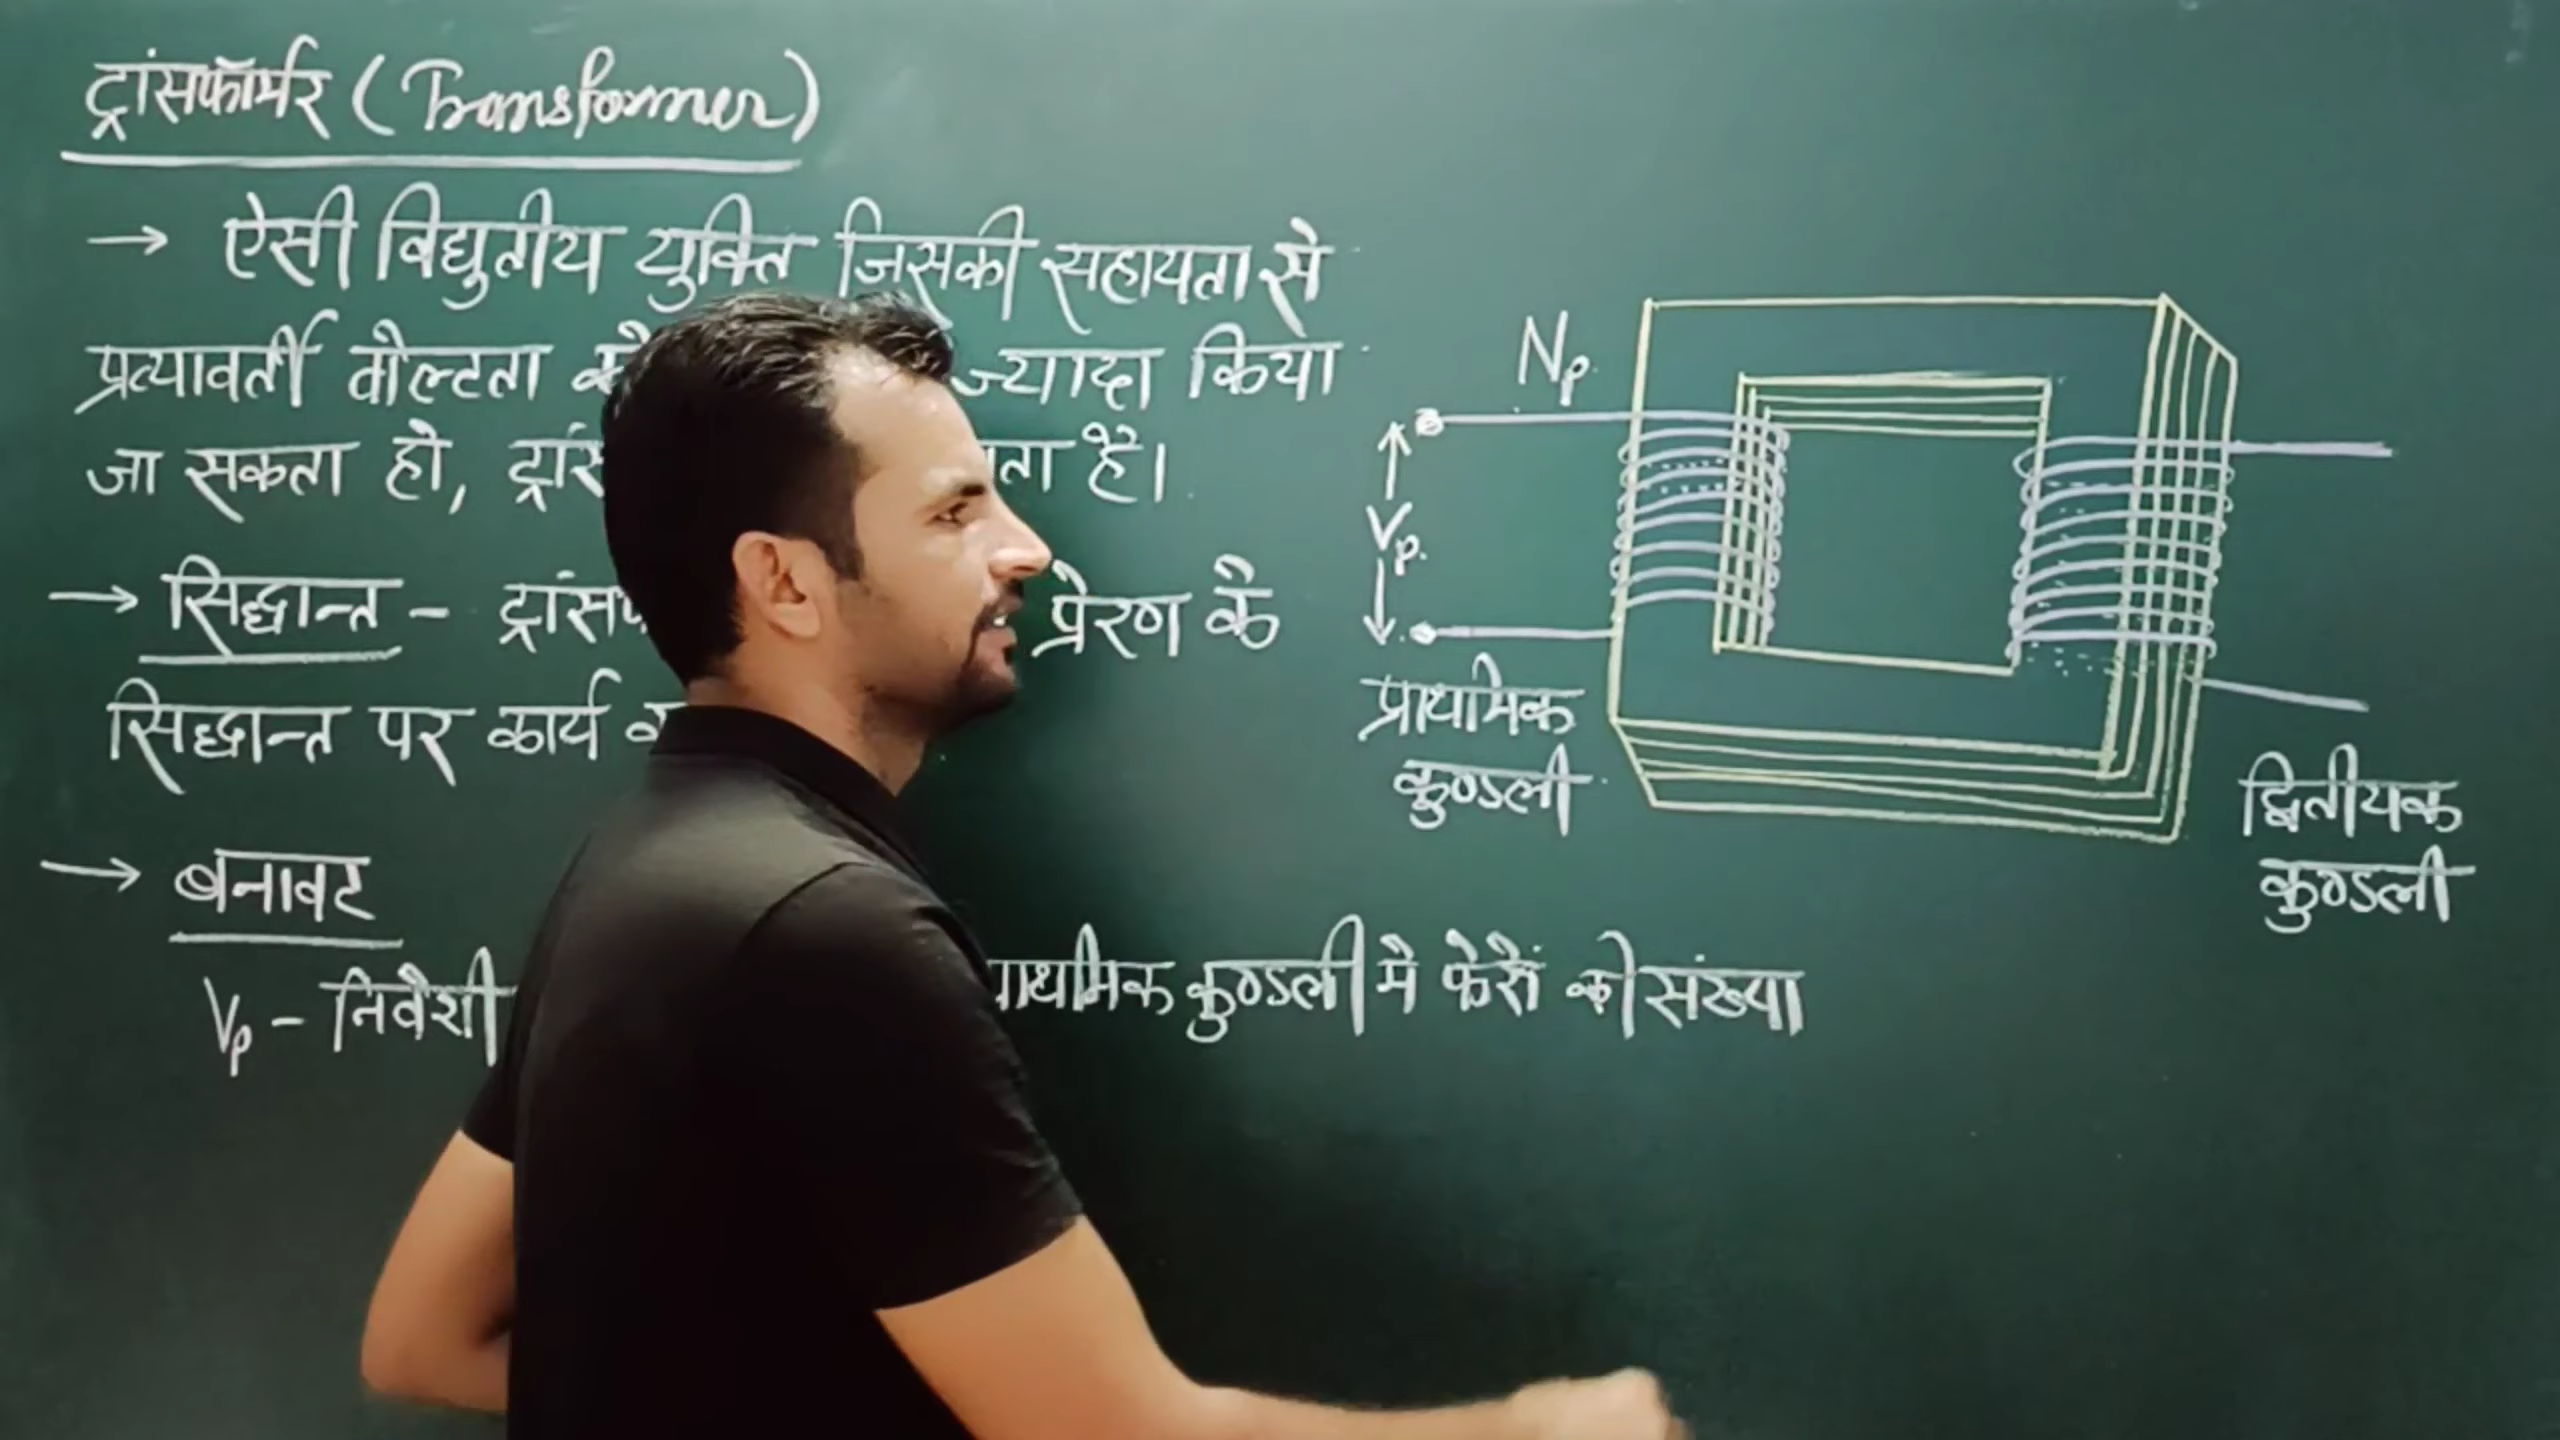 ट्रांसफॉर्मर (Transformer)
→ ऐसी विद्युतीय युक्ति जिसकी सहायता से
प्रत्यावर्ती वोल्टता ज्यादा किया
जा सकता हो, है।
→ सिद्धान्त - प्रेरण के
सिद्धान्त पर कार्य
→ बनावट
Vp - निवेशी
कुण्डली में फेरों की संख्या
Np
Vp
प्राथमिक
कुण्डली
द्वितीयक
कुण्डली